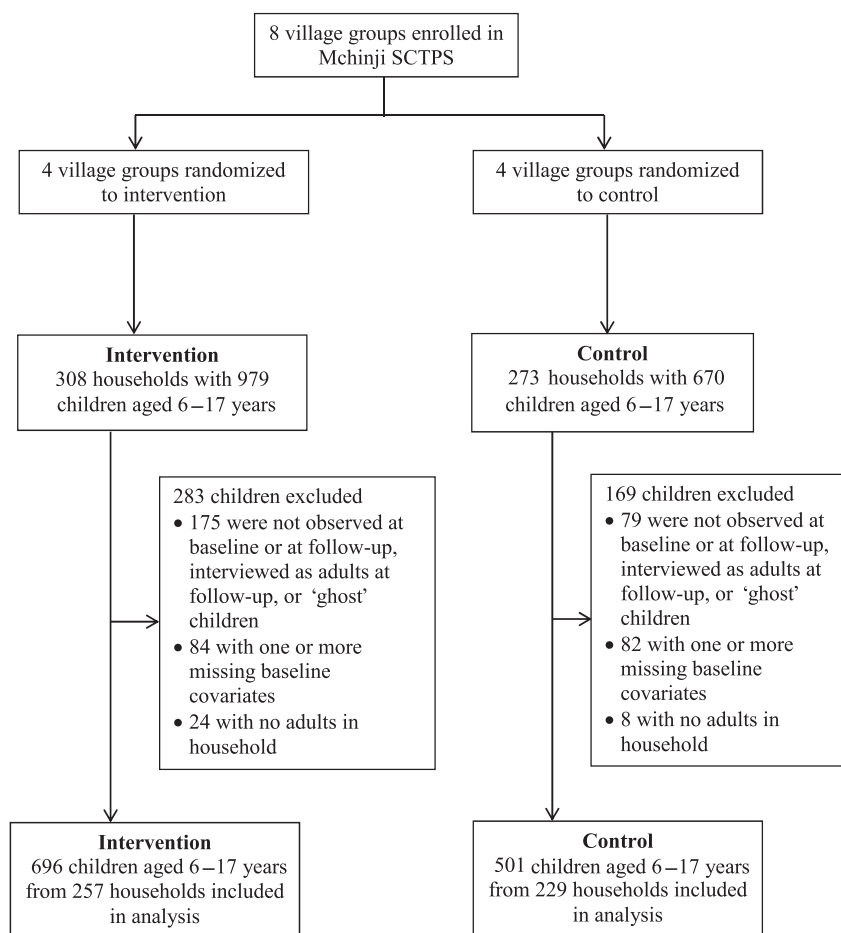 8 village groups enrolled in
Mchinji SCTPS
4 village groups randomized
to intervention
4 village groups randomized
to control
Intervention
308 households with 979
children aged 6–17 years
Control
273 households with 670
children aged 6–17 years
283 children excluded
• 175 were not observed at
baseline or at follow-up,
interviewed as adults at
follow-up, or ‘ghost’
children
• 84 with one or more
missing baseline
covariates
• 24 with no adults in
household
169 children excluded
• 79 were not observed at
baseline or at follow-up,
interviewed as adults at
follow-up, or ‘ghost’
children
• 82 with one or more
missing baseline
covariates
• 8 with no adults in
household
Intervention
696 children aged 6–17 years
from 257 households included
in analysis
Control
501 children aged 6–17 years
from 229 households included
in analysis